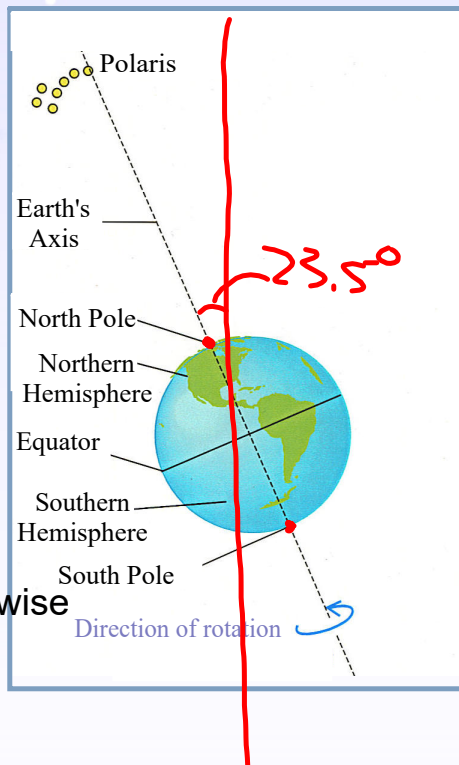 Polaris
Earth's
Axis
23.5°
North Pole
Northern
Hemisphere
Equator
Southern
Hemisphere
South Pole
wise
Direction of rotation